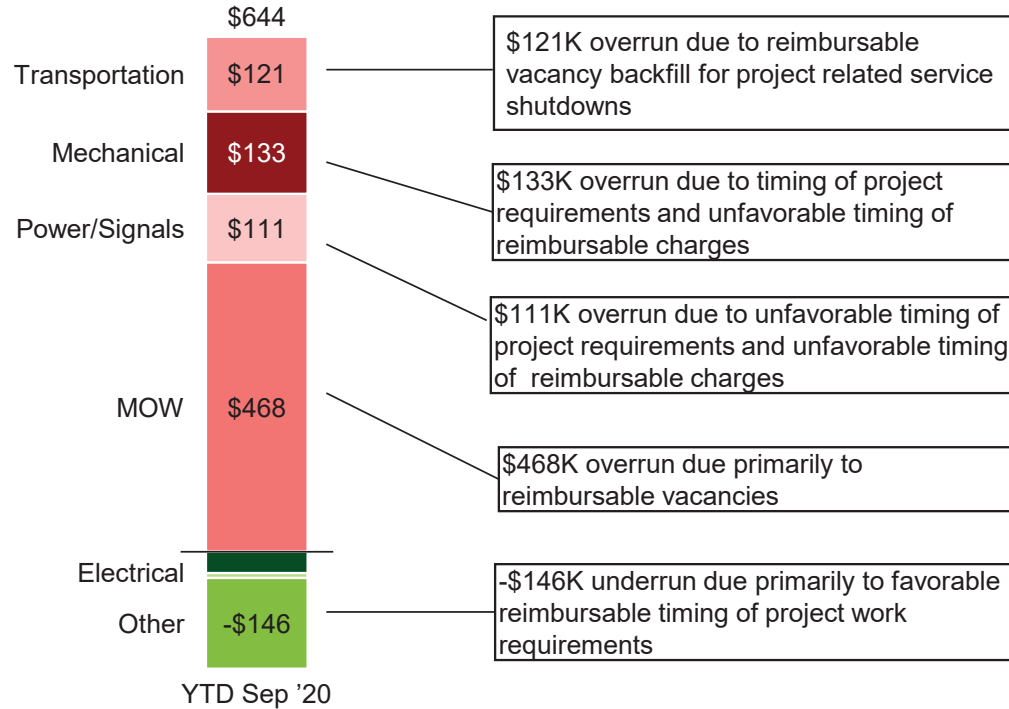 $644
Transportation
$121
$121K overrun due to reimbursable
vacancy backfill for project related service
shutdowns
Mechanical
$133
$133K overrun due to timing of project
requirements and unfavorable timing of
reimbursable charges
Power/Signals
$111
$111K overrun due to unfavorable timing of
project requirements and unfavorable timing
of  reimbursable charges
MOW
$468
$468K overrun due primarily to
reimbursable vacancies
Electrical
Other
-$146
-$146K underrun due primarily to favorable
reimbursable timing of project work
requirements
YTD Sep ’20